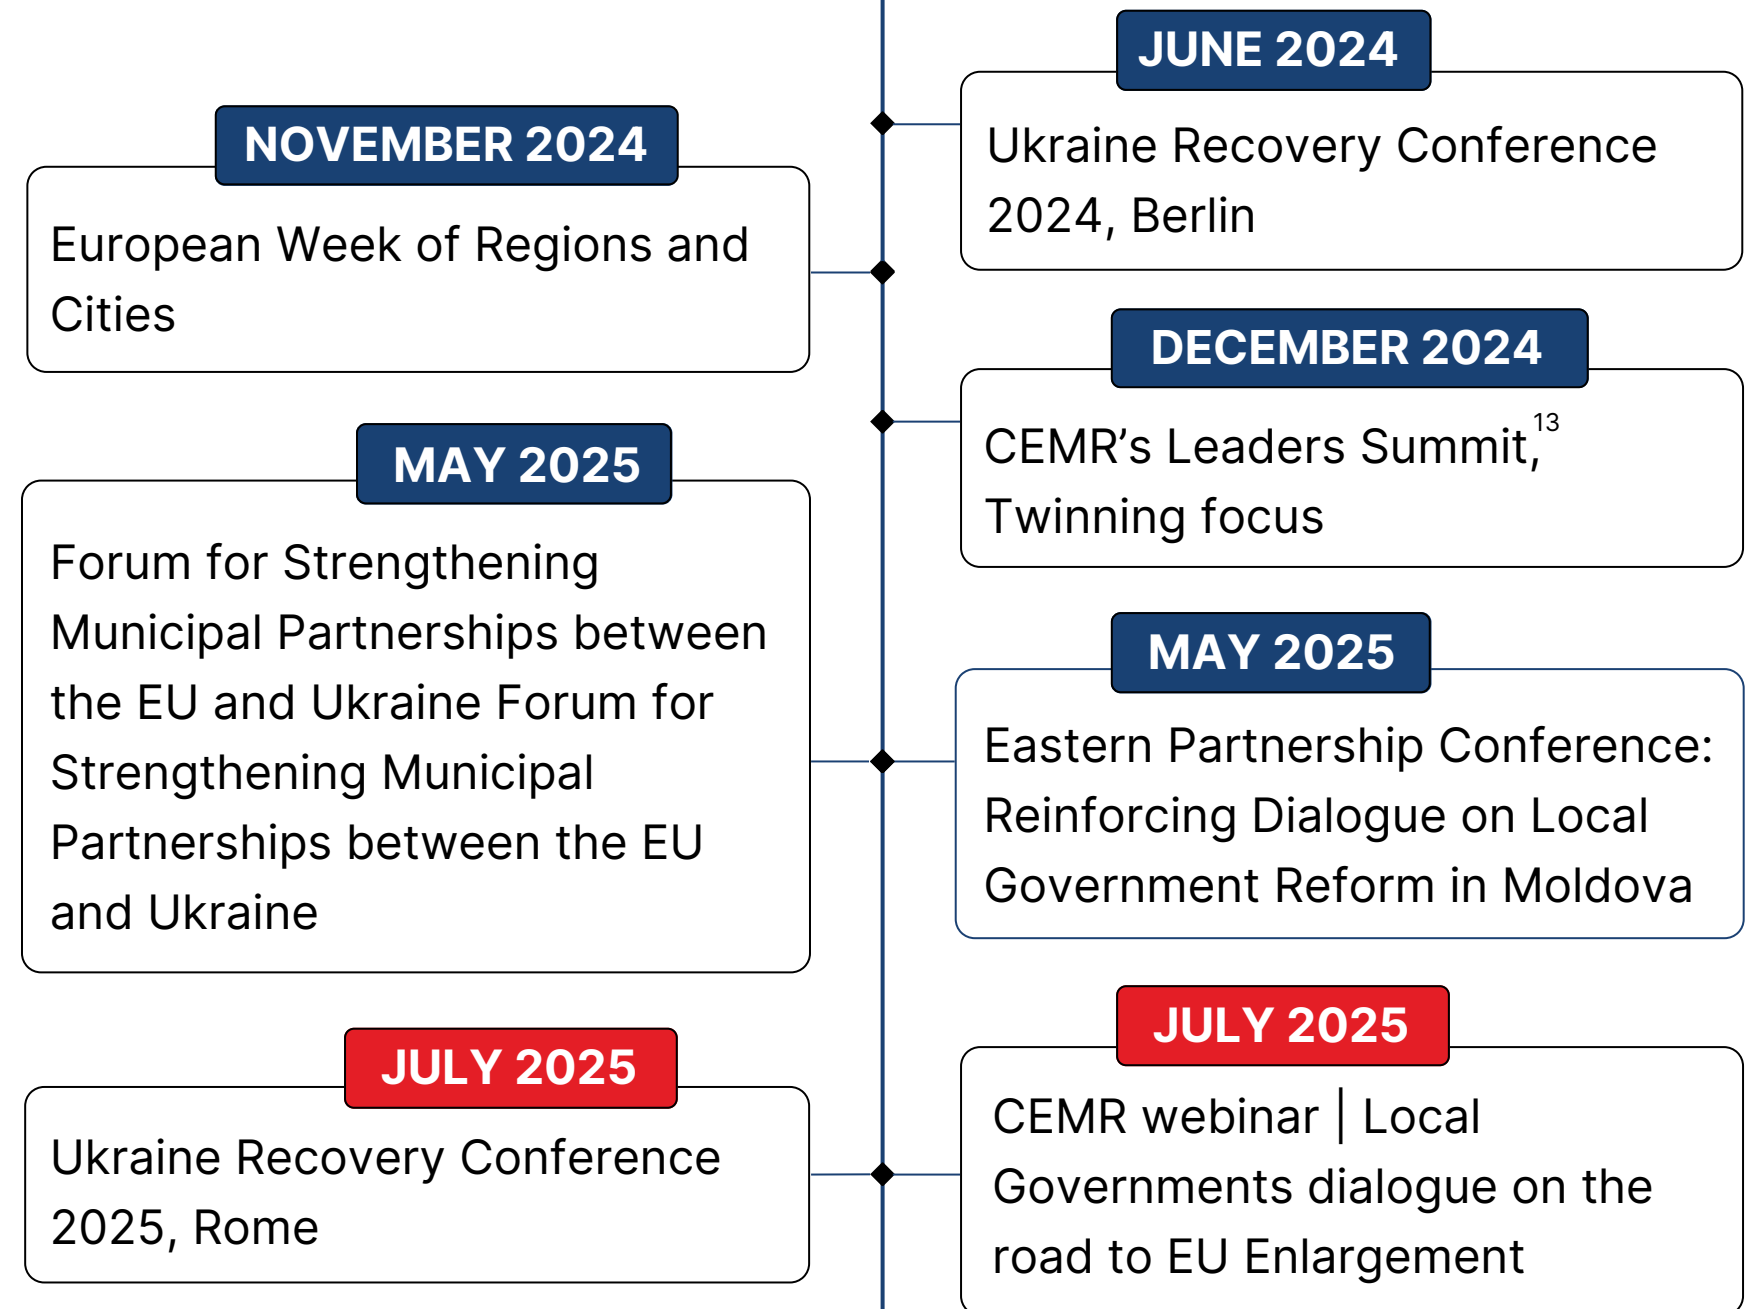 JUNE 2024
Ukraine Recovery Conference
2024, Berlin
NOVEMBER 2024
European Week of Regions and
Cities
DECEMBER 2024
CEMR’s Leaders Summit,¹³
Twinning focus
MAY 2025
Forum for Strengthening
Municipal Partnerships between
the EU and Ukraine Forum for
Strengthening Municipal
Partnerships between the EU
and Ukraine
MAY 2025
Eastern Partnership Conference:
Reinforcing Dialogue on Local
Government Reform in Moldova
JULY 2025
Ukraine Recovery Conference
2025, Rome
JULY 2025
CEMR webinar | Local
Governments dialogue on the
road to EU Enlargement